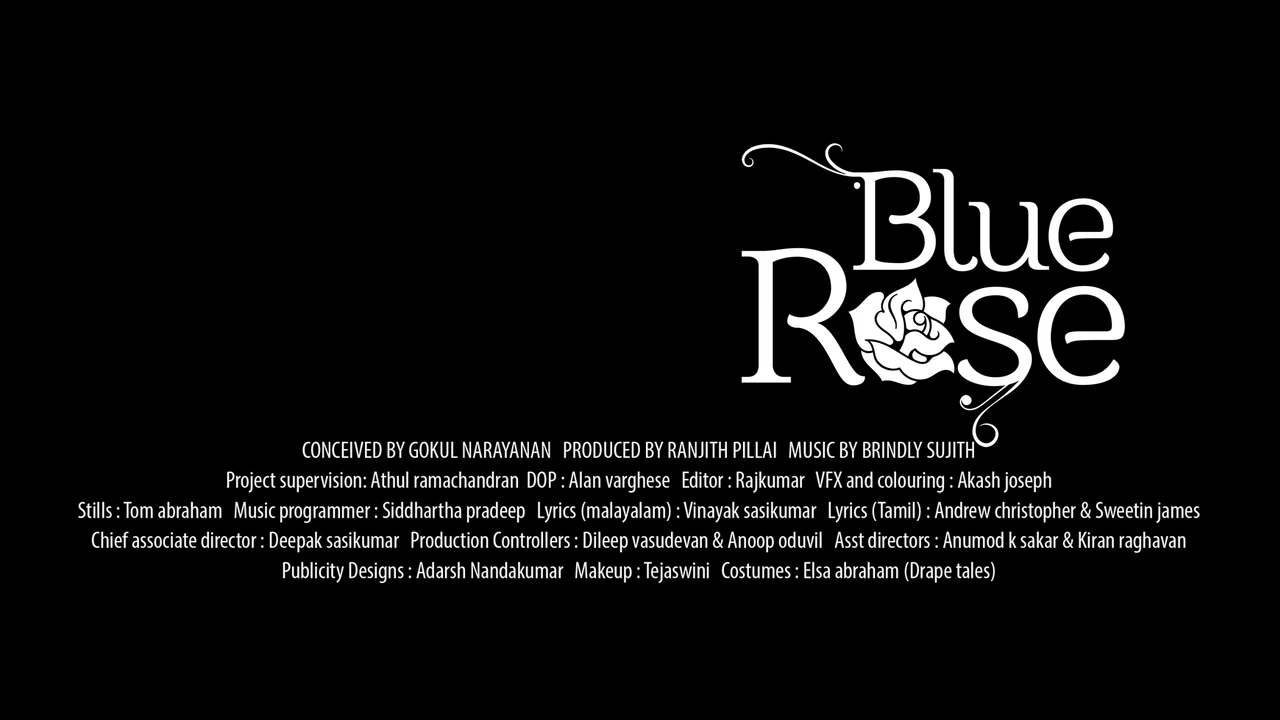 Blue
Rose
CONCEIVED BY GOKUL NARAYANAN PRODUCED BY RANJITH PILLAI MUSIC BY BRINDLY SUJITH
Project supervision: Athul ramachandran DOP : Alan varghese Editor : Rajkumar VFX and colouring : Akash joseph
Stills : Tom abraham Music programmer : Siddhartha pradeep Lyrics (malayalam) : Vinayak sasikumar Lyrics (Tamil) : Andrew christopher & Sweetin james
Chief associate director : Deepak sasikumar Production Controllers : Dileep vasudevan & Anoop oduvil Asst directors : Anumod k sakar & Kiran raghavan
Publicity Designs : Adarsh Nandakumar Makeup : Tejaswini Costumes : Elsa abraham (Drape tales)